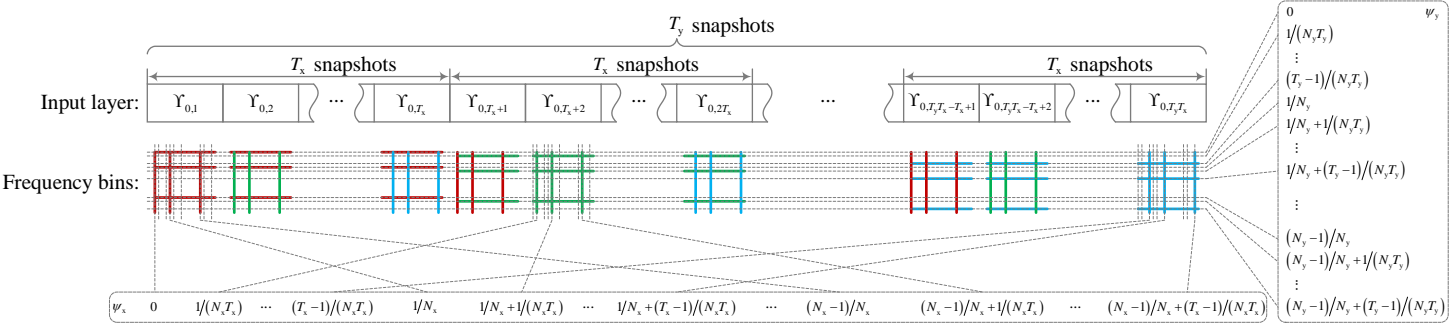 T_y snapshots
T_x snapshots T_x snapshots T_x snapshots
Input layer: ϒ_{0,1} ϒ_{0,2} ··· ϒ_{0,T_x} ϒ_{0,T_x+1} ϒ_{0,T_x+2} ··· ϒ_{0,2T_x} ··· ϒ_{0,T_yT_x−T_x+1} ϒ_{0,T_yT_x−T_x+2} ··· ϒ_{0,T_yT_x}
Frequency bins:
0 ψ_y
1/(N_yT_y)
⋮
(T_y−1)/(N_yT_y)
1/N_y
1/N_y+1/(N_yT_y)
⋮
1/N_y+(T_y−1)/(N_yT_y)
⋮
(N_y−1)/N_y
(N_y−1)/N_y+1/(N_yT_y)
⋮
(N_y−1)/N_y+(T_y−1)/(N_yT_y)
ψ_x 0 1/(N_xT_x) ··· (T_x−1)/(N_xT_x) 1/N_x 1/N_x+1/(N_xT_x) ··· 1/N_x+(T_x−1)/(N_xT_x) ··· (N_x−1)/N_x (N_x−1)/N_x+1/(N_xT_x) ··· (N_x−1)/N_x+(T_x−1)/(N_xT_x)